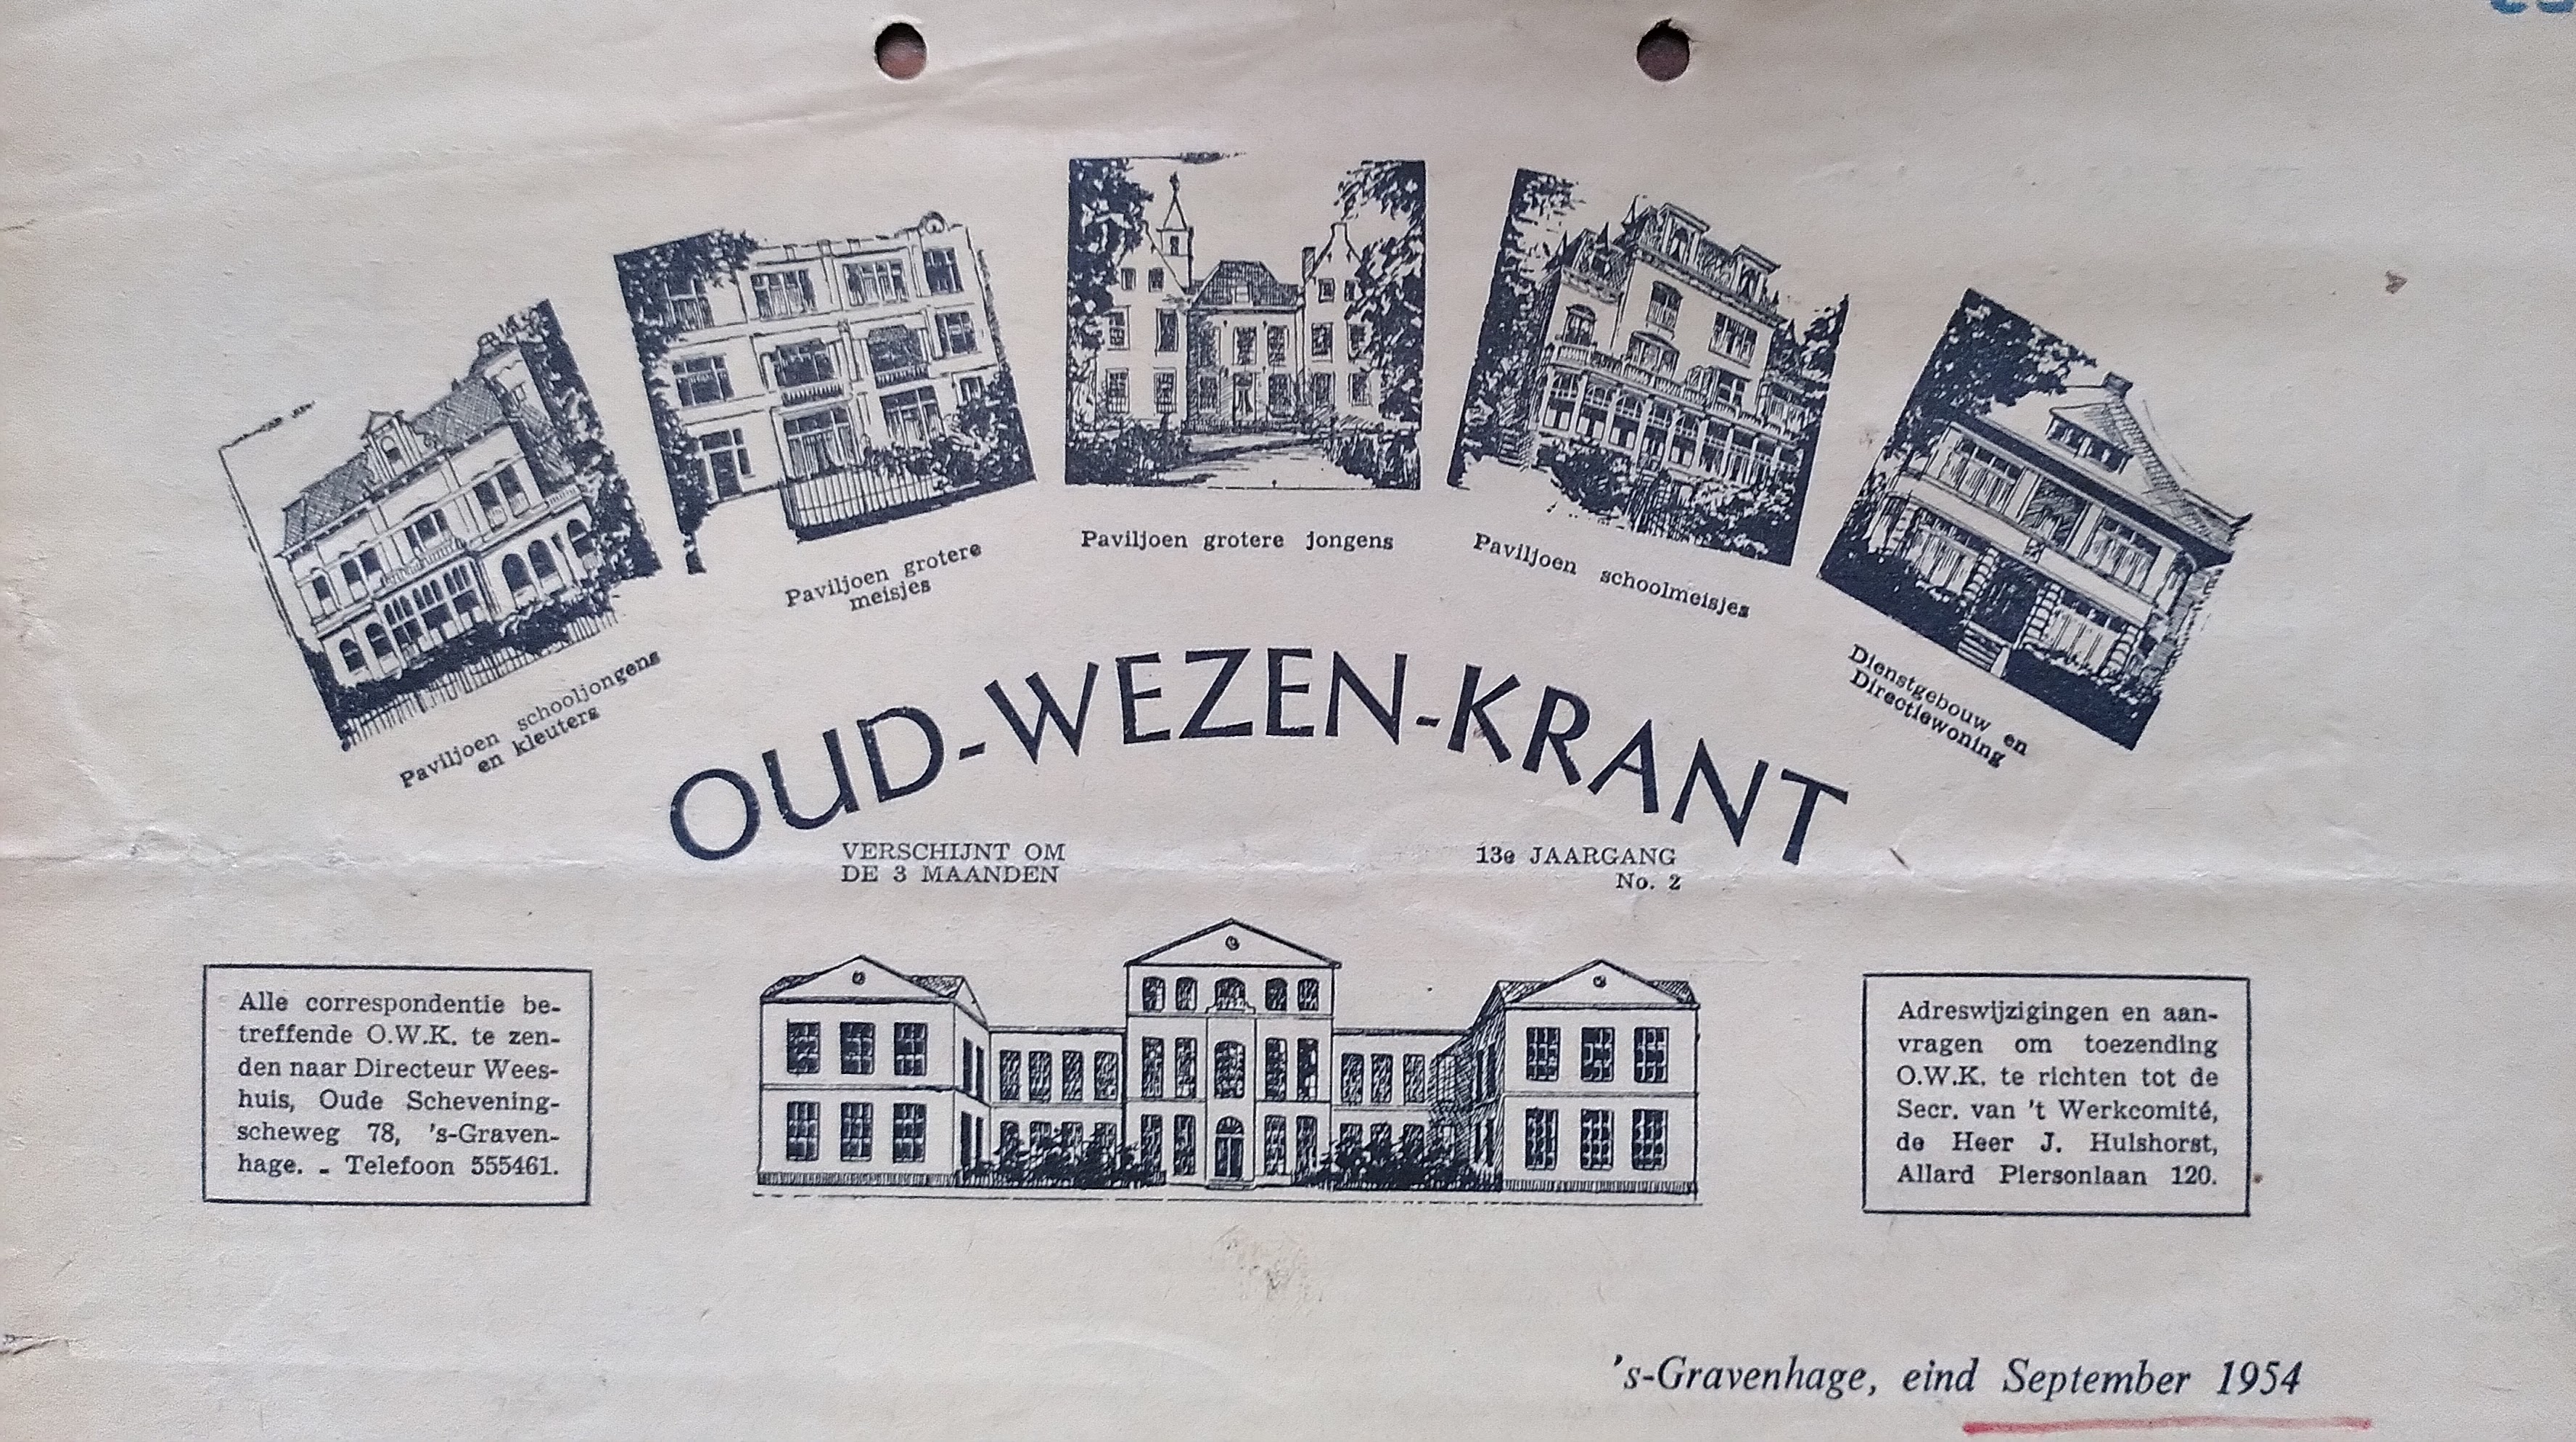 Paviljoen schooljongens
en kleuters
Paviljoen grotere
meisjes
Paviljoen grotere jongens
Paviljoen schoolmeisjes
Dienstgebouw en
Directiewoning
OUD-WEZEN-KRANT
VERSCHIJNT OM
DE 3 MAANDEN
13e JAARGANG
No. 2
Alle correspondentie be-
treffende O.W.K. te zen-
den naar Directeur Wees-
huis, Oude Schevening-
scheweg 78, 's-Graven-
hage. - Telefoon 555461.
Adreswijzigingen en aan-
vragen om toezending
O.W.K. te richten tot de
Secr. van 't Werkcomité,
de Heer J. Hulshorst,
Allard Piersonlaan 120.
's-Gravenhage, eind September 1954